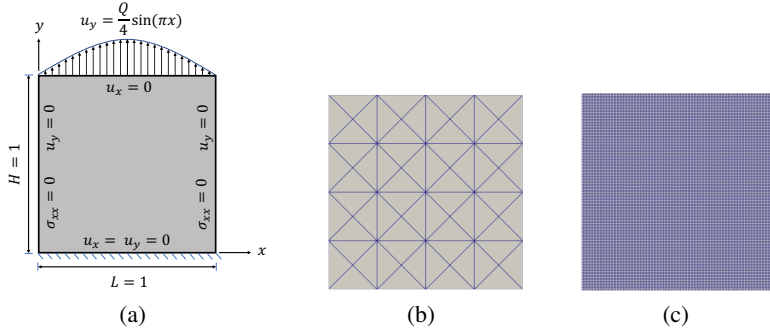 y
u_y = Q/4 sin(πx)
u_x = 0
u_y = 0
u_y = 0
H = 1
σ_xx = 0
σ_xx = 0
u_x = u_y = 0
x
L = 1
(a)
(b)
(c)